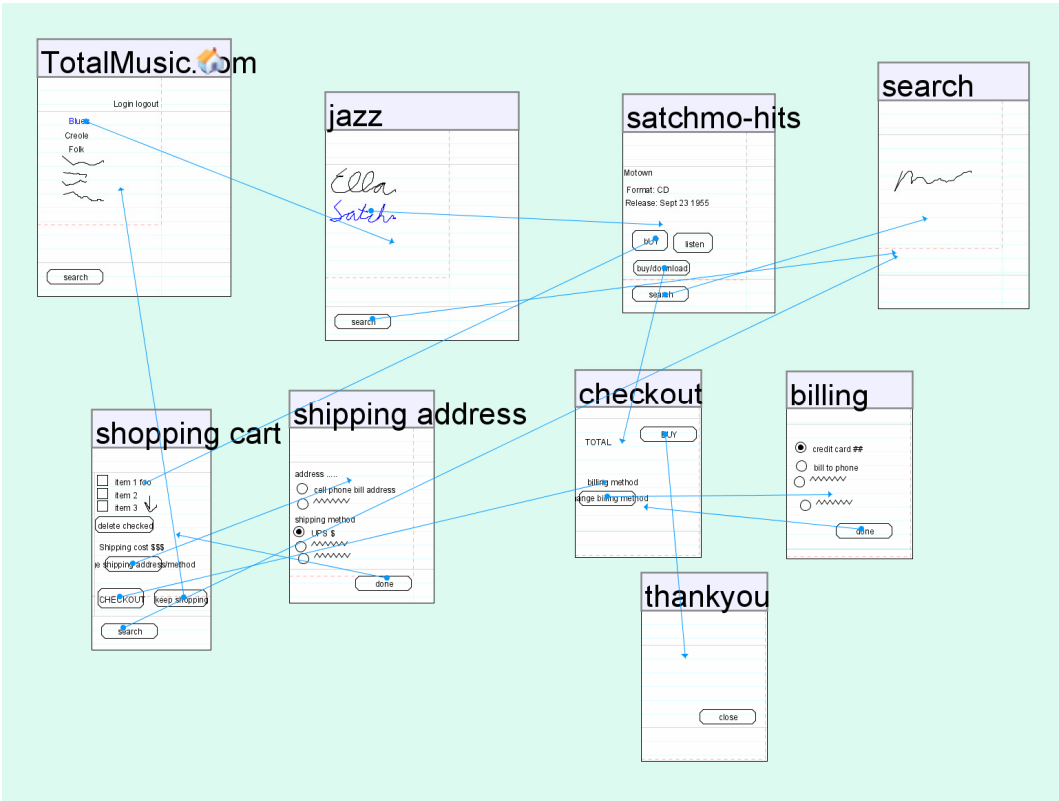 TotalMusic.com
Login logout
Blues
Creole
Folk
search
jazz
Ella
Satch
search
satchmo-hits
Motown
Format: CD
Release: Sept 23 1955
bUY
listen
buy/download
search
search
shopping cart
item 1 foo
item 2
item 3
delete checked
Shipping cost $$$
e shipping address/method
CHECKOUT
keep shopping
search
shipping address
address .....
cell phone bill address
shipping method
UPS $
done
checkout
BUY
TOTAL
billing method
ange billing method
billing
credit card ##
bill to phone
done
thankyou
close